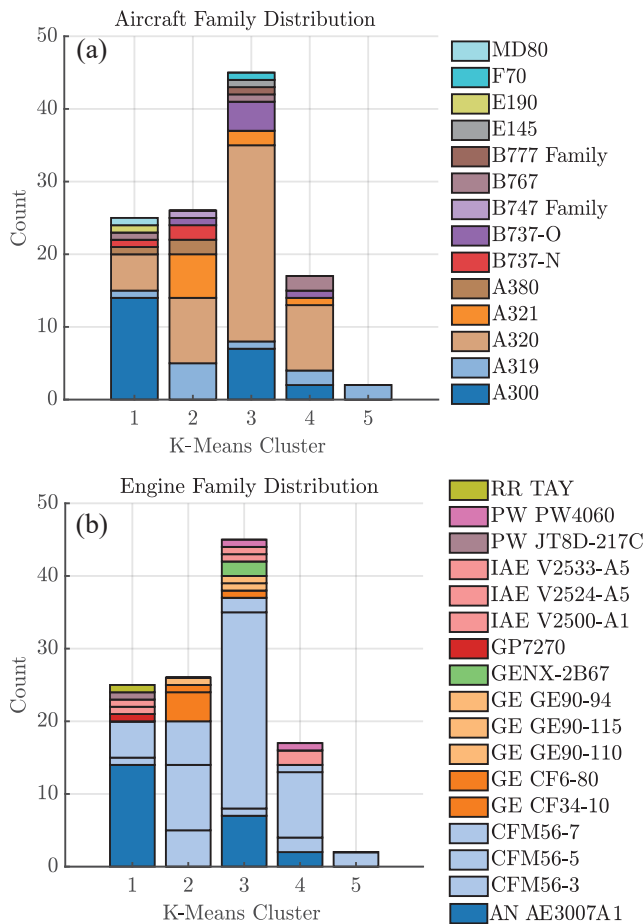 Aircraft Family Distribution
(a)
50
40
30
20
10
0
Count
1 2 3 4 5
K-Means Cluster
MD80
F70
E190
E145
B777 Family
B767
B747 Family
B737-O
B737-N
A380
A321
A320
A319
A300
Engine Family Distribution
(b)
50
40
30
20
10
0
Count
1 2 3 4 5
K-Means Cluster
RR TAY
PW PW4060
PW JT8D-217C
IAE V2533-A5
IAE V2524-A5
IAE V2500-A1
GP7270
GENX-2B67
GE GE90-94
GE GE90-115
GE GE90-110
GE CF6-80
GE CF34-10
CFM56-7
CFM56-5
CFM56-3
AN AE3007A1